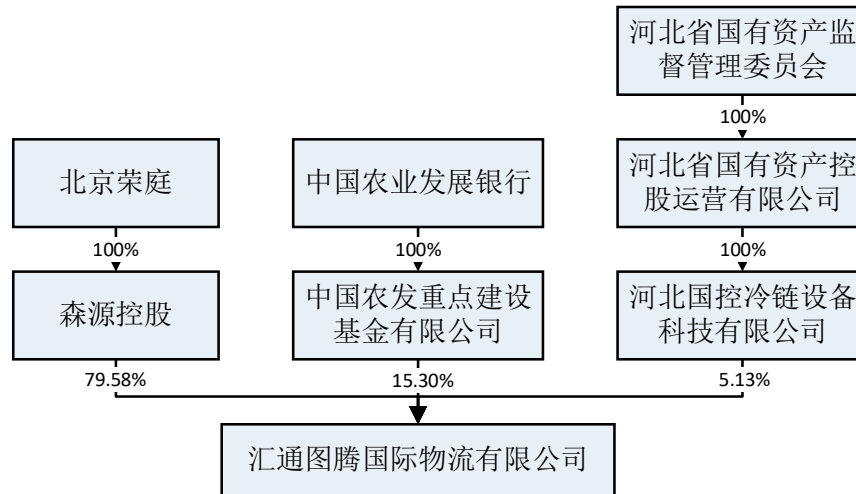 河北省国有资产监
督管理委员会
100%
北京荣庭
中国农业发展银行
河北省国有资产控
股运营有限公司
100%
100%
100%
森源控股
中国农发重点建设
基金有限公司
河北国控冷链设备
科技有限公司
79.58%
15.30%
5.13%
汇通图腾国际物流有限公司